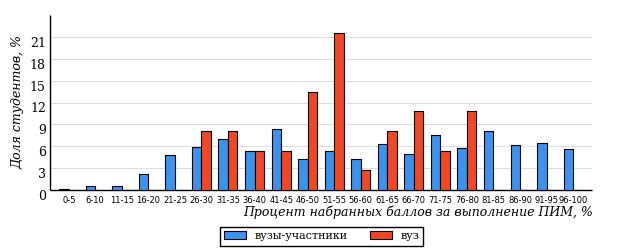 Доля студентов, %
21
18
15
12
9
6
3
0
0-5 6-10 11-15 16-20 21-25 26-30 31-35 36-40 41-45 46-50 51-55 56-60 61-65 66-70 71-75 76-80 81-85 86-90 91-95 96-100
Процент набранных баллов за выполнение ПИМ, %
вузы-участники вуз